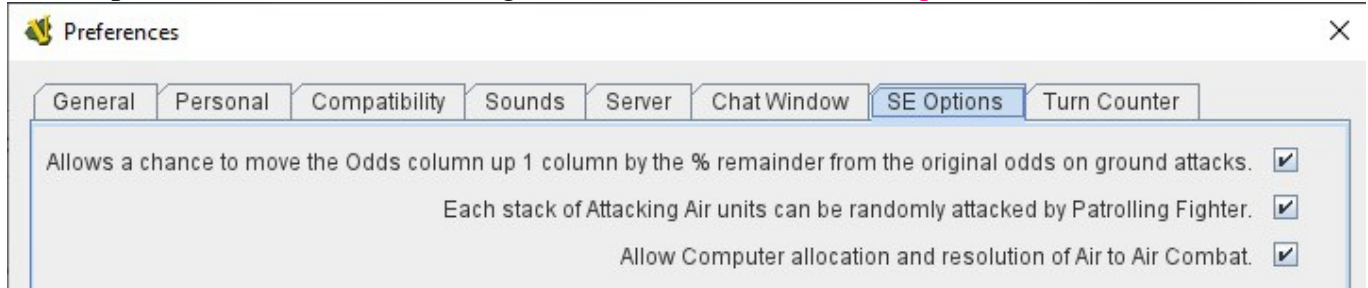 Preferences
General Personal Compatibility Sounds Server Chat Window SE Options Turn Counter
Allows a chance to move the Odds column up 1 column by the % remainder from the original odds on ground attacks.
Each stack of Attacking Air units can be randomly attacked by Patrolling Fighter.
Allow Computer allocation and resolution of Air to Air Combat.